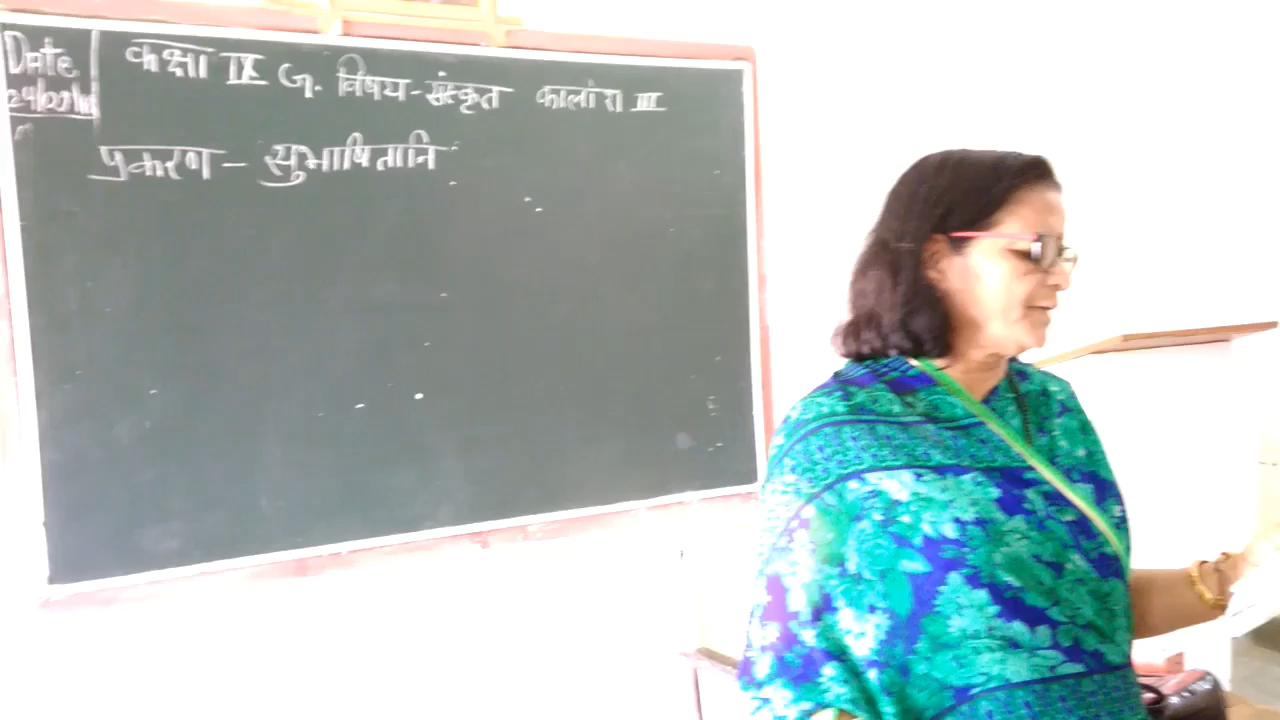 Date
कक्षा IX G. विषय-संस्कृत कालांश III
प्रकरण - सुभाषितानि